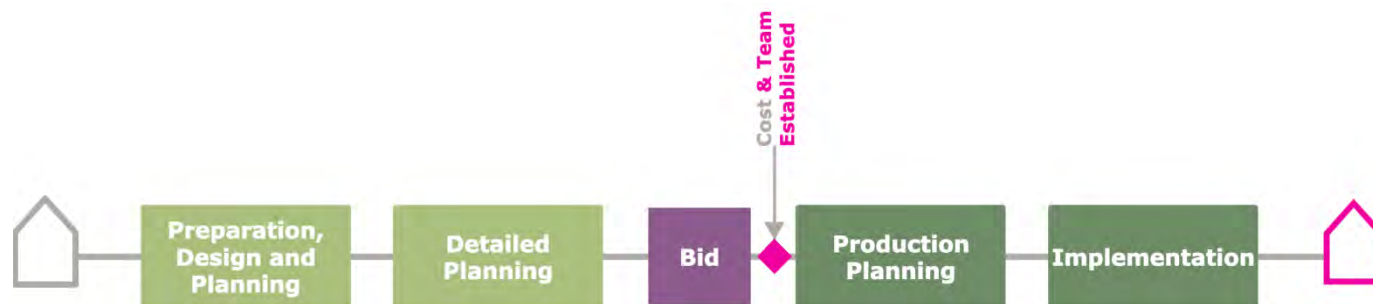 Cost & Team
Established
Preparation,
Design and
Planning
Detailed
Planning
Bid
Production
Planning
Implementation